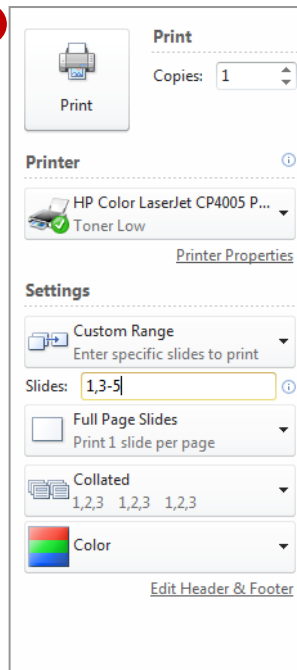 Print
Print
Copies: 1
Printer
HP Color LaserJet CP4005 P...
Toner Low
Printer Properties
Settings
Custom Range
Enter specific slides to print
Slides: 1,3-5
Full Page Slides
Print 1 slide per page
Collated
1,2,3 1,2,3 1,2,3
Color
Edit Header & Footer